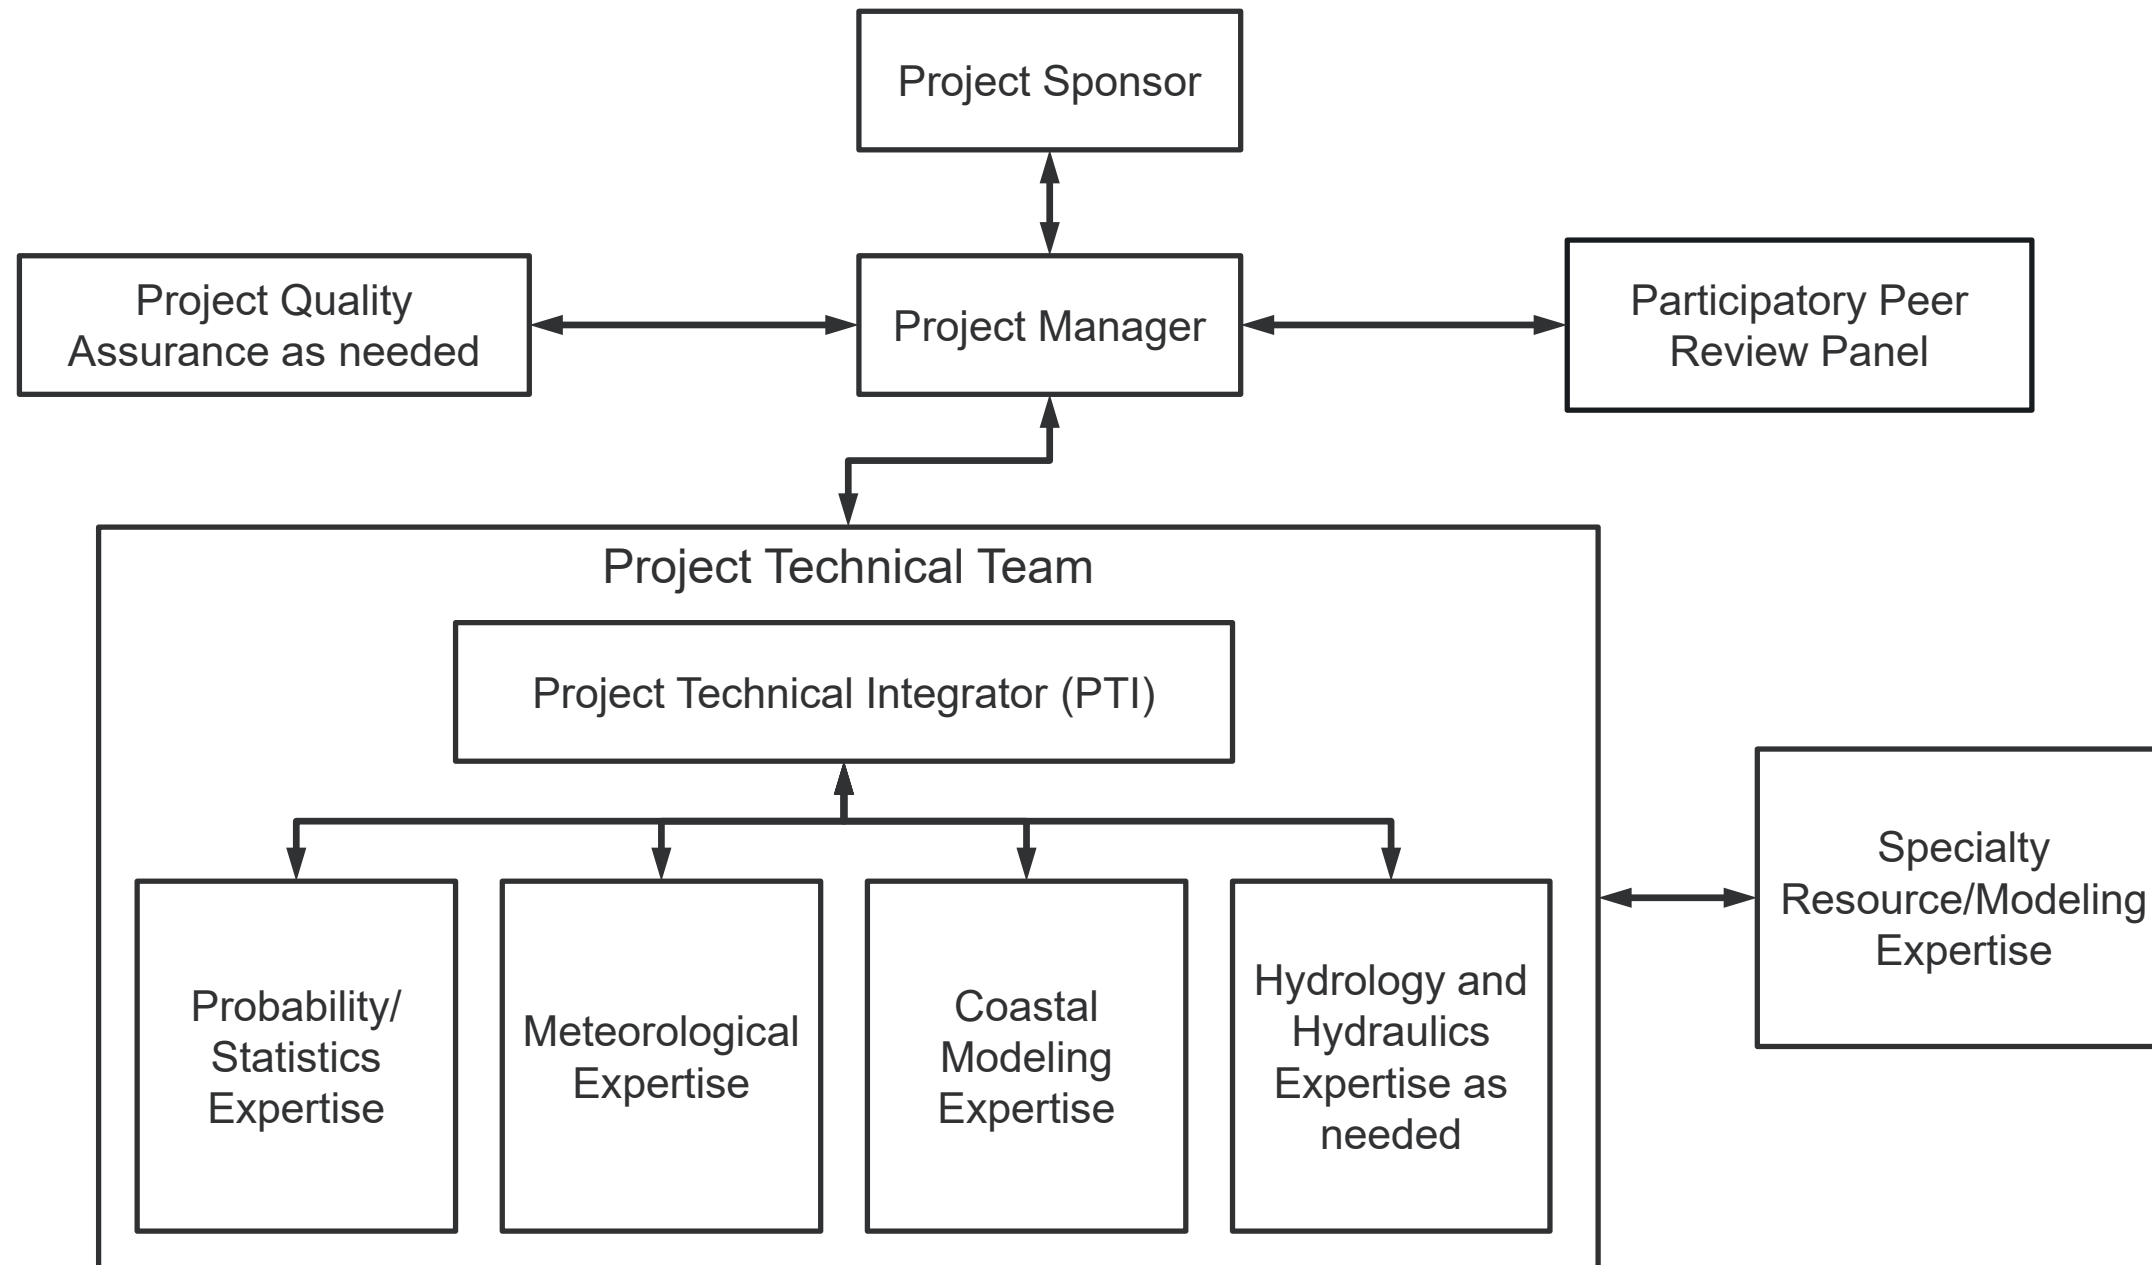 Project Sponsor
Project Quality
Assurance as needed
Project Manager
Participatory Peer
Review Panel
Project Technical Team
Project Technical Integrator (PTI)
Probability/
Statistics
Expertise
Meteorological
Expertise
Coastal
Modeling
Expertise
Hydrology and
Hydraulics
Expertise as
needed
Specialty
Resource/Modeling
Expertise